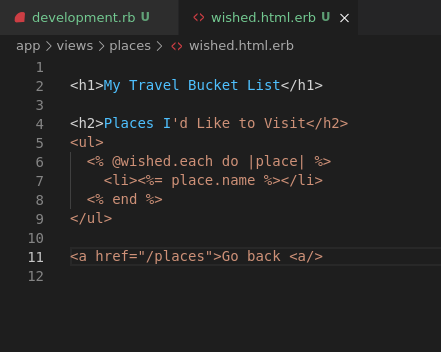 development.rb U wished.html.erb U
app views places wished.html.erb
1
2 <h1>My Travel Bucket List</h1>
3
4 <h2>Places I'd Like to Visit</h2>
5 <ul>
6 <% @wished.each do |place| %>
7 <li><%= place.name %></li>
8 <% end %>
9 </ul>
10
11 <a href="/places">Go back <a/>
12